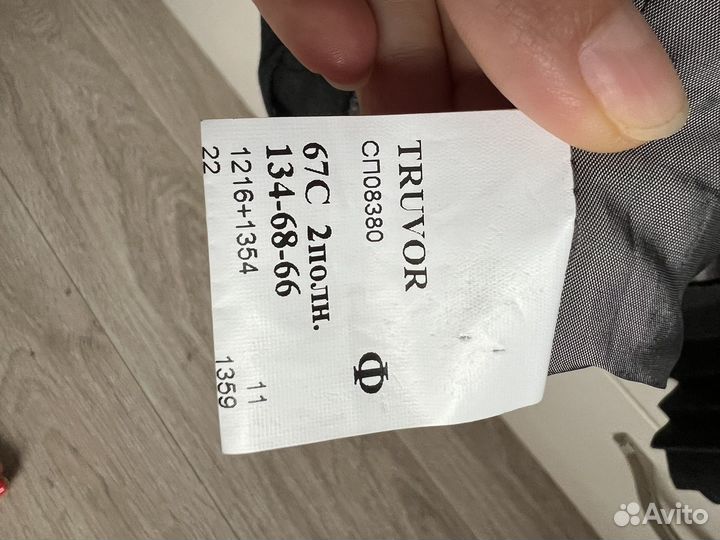 TRUVOR
СП08380
Ф
67С 2полн.
134-68-66
1216+1354 11
22 1359
Avito